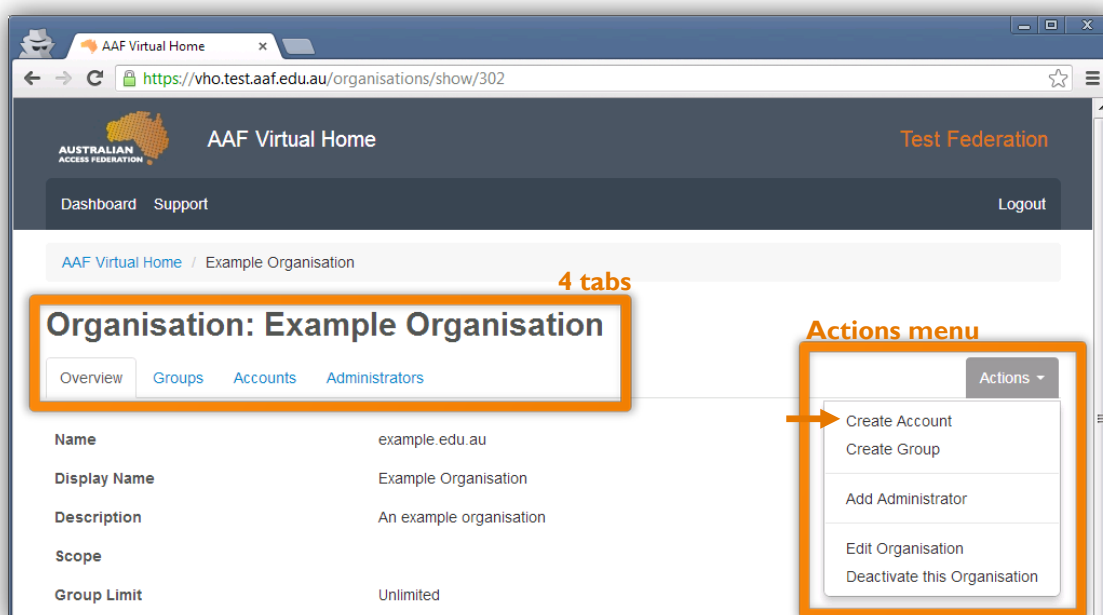 AAF Virtual Home
https://vho.test.aaf.edu.au/organisations/show/302
AUSTRALIAN
ACCESS FEDERATION
AAF Virtual Home
Test Federation
Dashboard Support
Logout
AAF Virtual Home / Example Organisation
4 tabs
Organisation: Example Organisation
Actions menu
Overview Groups Accounts Administrators
Actions
Create Account
Create Group
Add Administrator
Edit Organisation
Deactivate this Organisation
Name example.edu.au
Display Name Example Organisation
Description An example organisation
Scope
Group Limit Unlimited